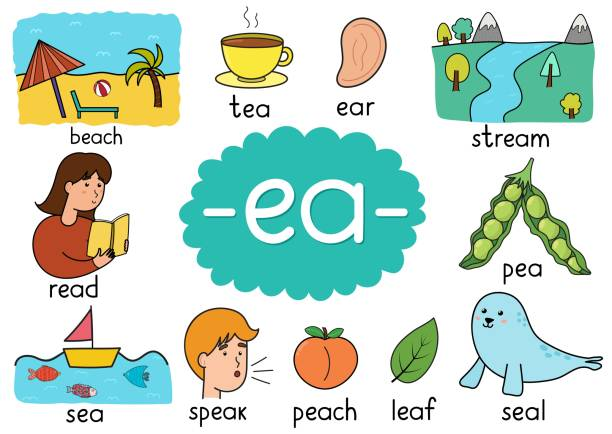 beach
tea
ear
stream
-ea-
read
pea
sea
speak
peach
leaf
seal